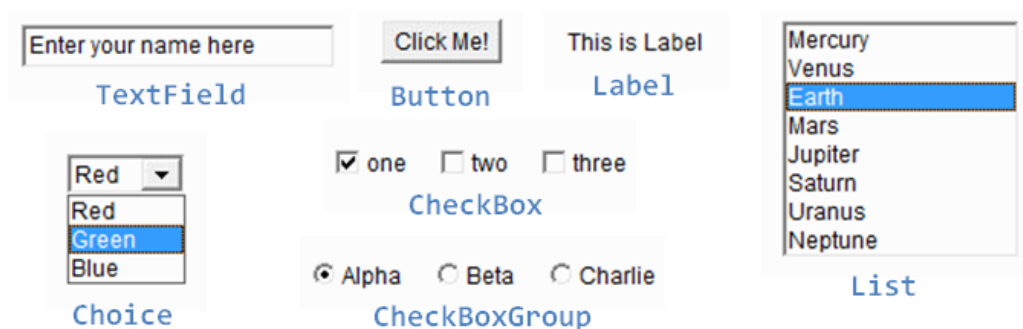 Enter your name here
TextField
Click Me!
Button
This is Label
Label
Mercury
Venus
Earth
Mars
Jupiter
Saturn
Uranus
Neptune
List
Red
Red
Green
Blue
Choice
one two three
CheckBox
Alpha Beta Charlie
CheckBoxGroup